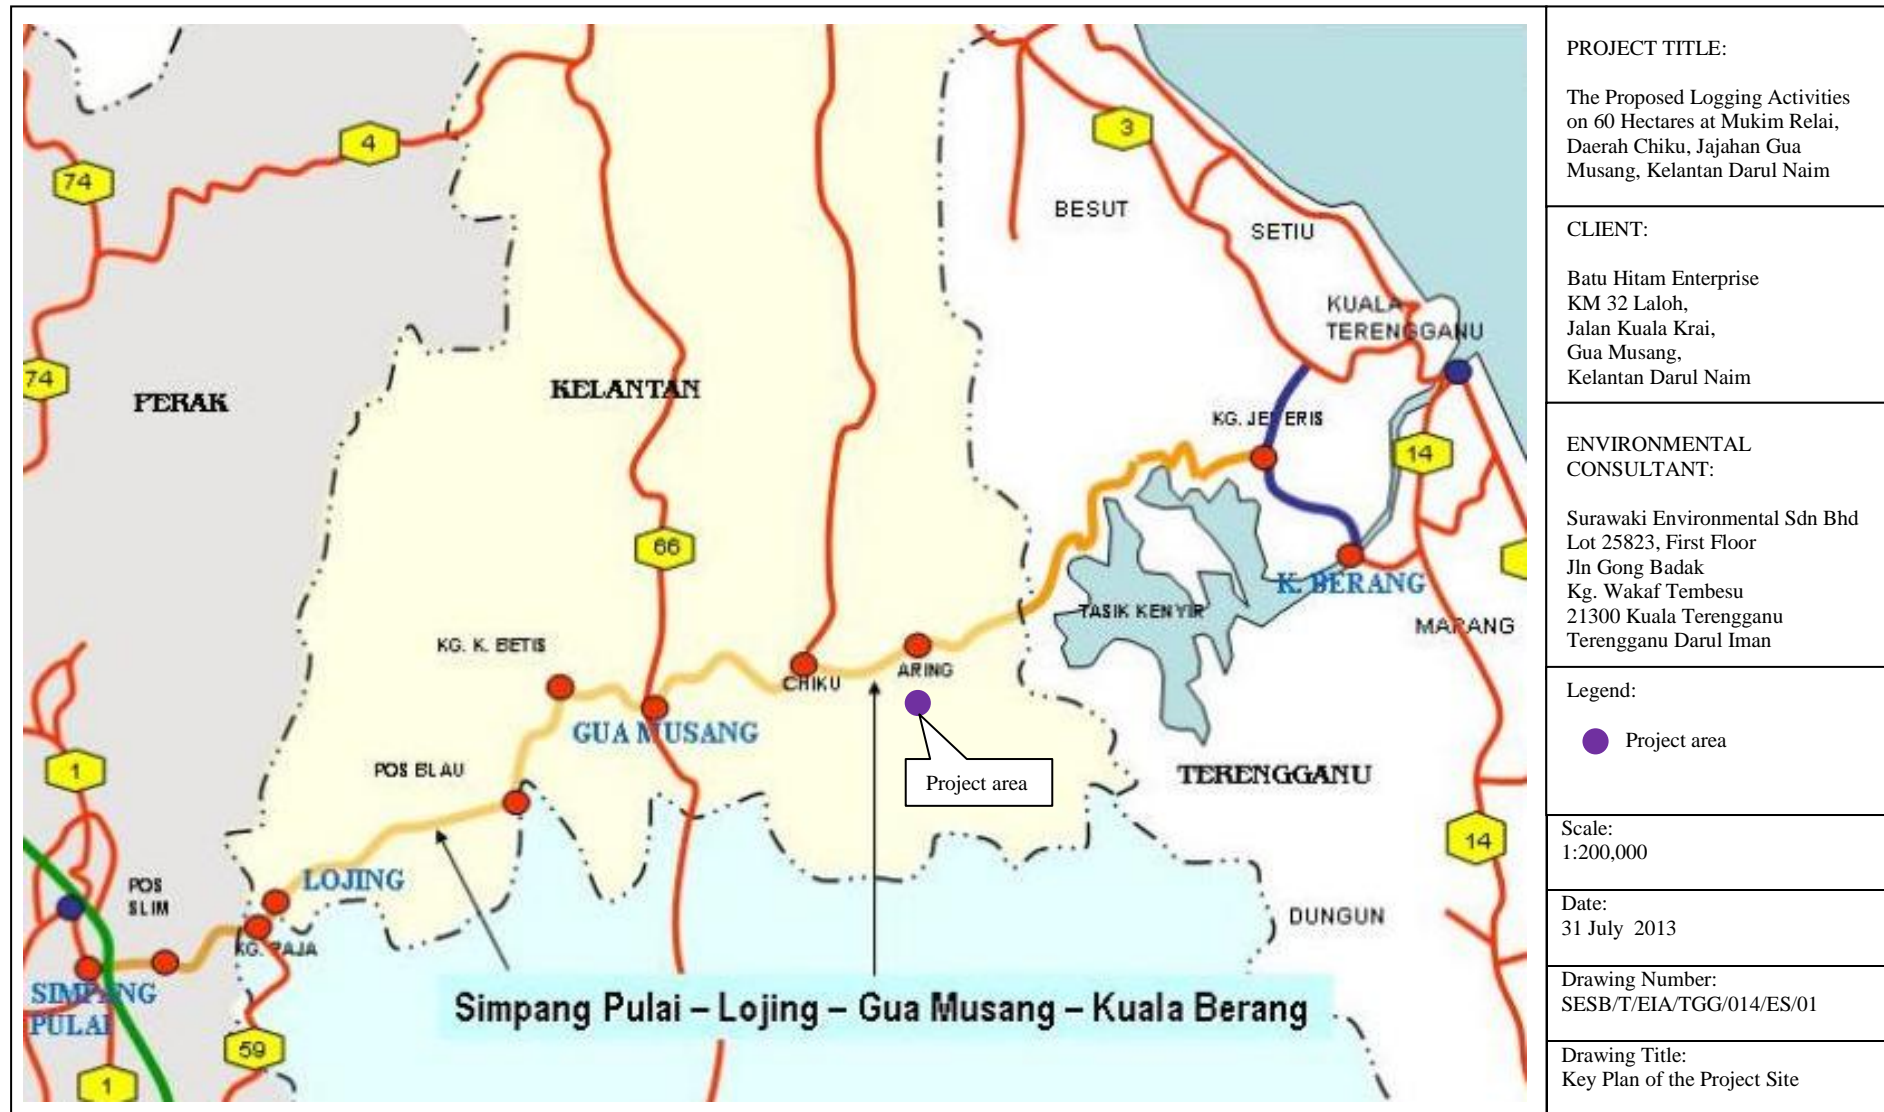 4
3
74
BESUT
SETIU
KUALA
TERENGGANU
74
PERAK
KELANTAN
KG. JENERIS
14
66
K. BERANG
TASIK KENYIR
MARANG
KG. K. BETIS
ARING
CHIKU
GUA MUSANG
1
POS BLAU
Project area
TERENGGANU
14
LOJING
POS
SLIM
DUNGUN
KG. RAJA
SIMPANG
PULAI
Simpang Pulai – Lojing – Gua Musang – Kuala Berang
59
1
PROJECT TITLE:
The Proposed Logging Activities
on 60 Hectares at Mukim Relai,
Daerah Chiku, Jajahan Gua
Musang, Kelantan Darul Naim
CLIENT:
Batu Hitam Enterprise
KM 32 Laloh,
Jalan Kuala Krai,
Gua Musang,
Kelantan Darul Naim
ENVIRONMENTAL
CONSULTANT:
Surawaki Environmental Sdn Bhd
Lot 25823, First Floor
Jln Gong Badak
Kg. Wakaf Tembesu
21300 Kuala Terengganu
Terengganu Darul Iman
Legend:
Project area
Scale:
1:200,000
Date:
31 July 2013
Drawing Number:
SESB/T/EIA/TGG/014/ES/01
Drawing Title:
Key Plan of the Project Site